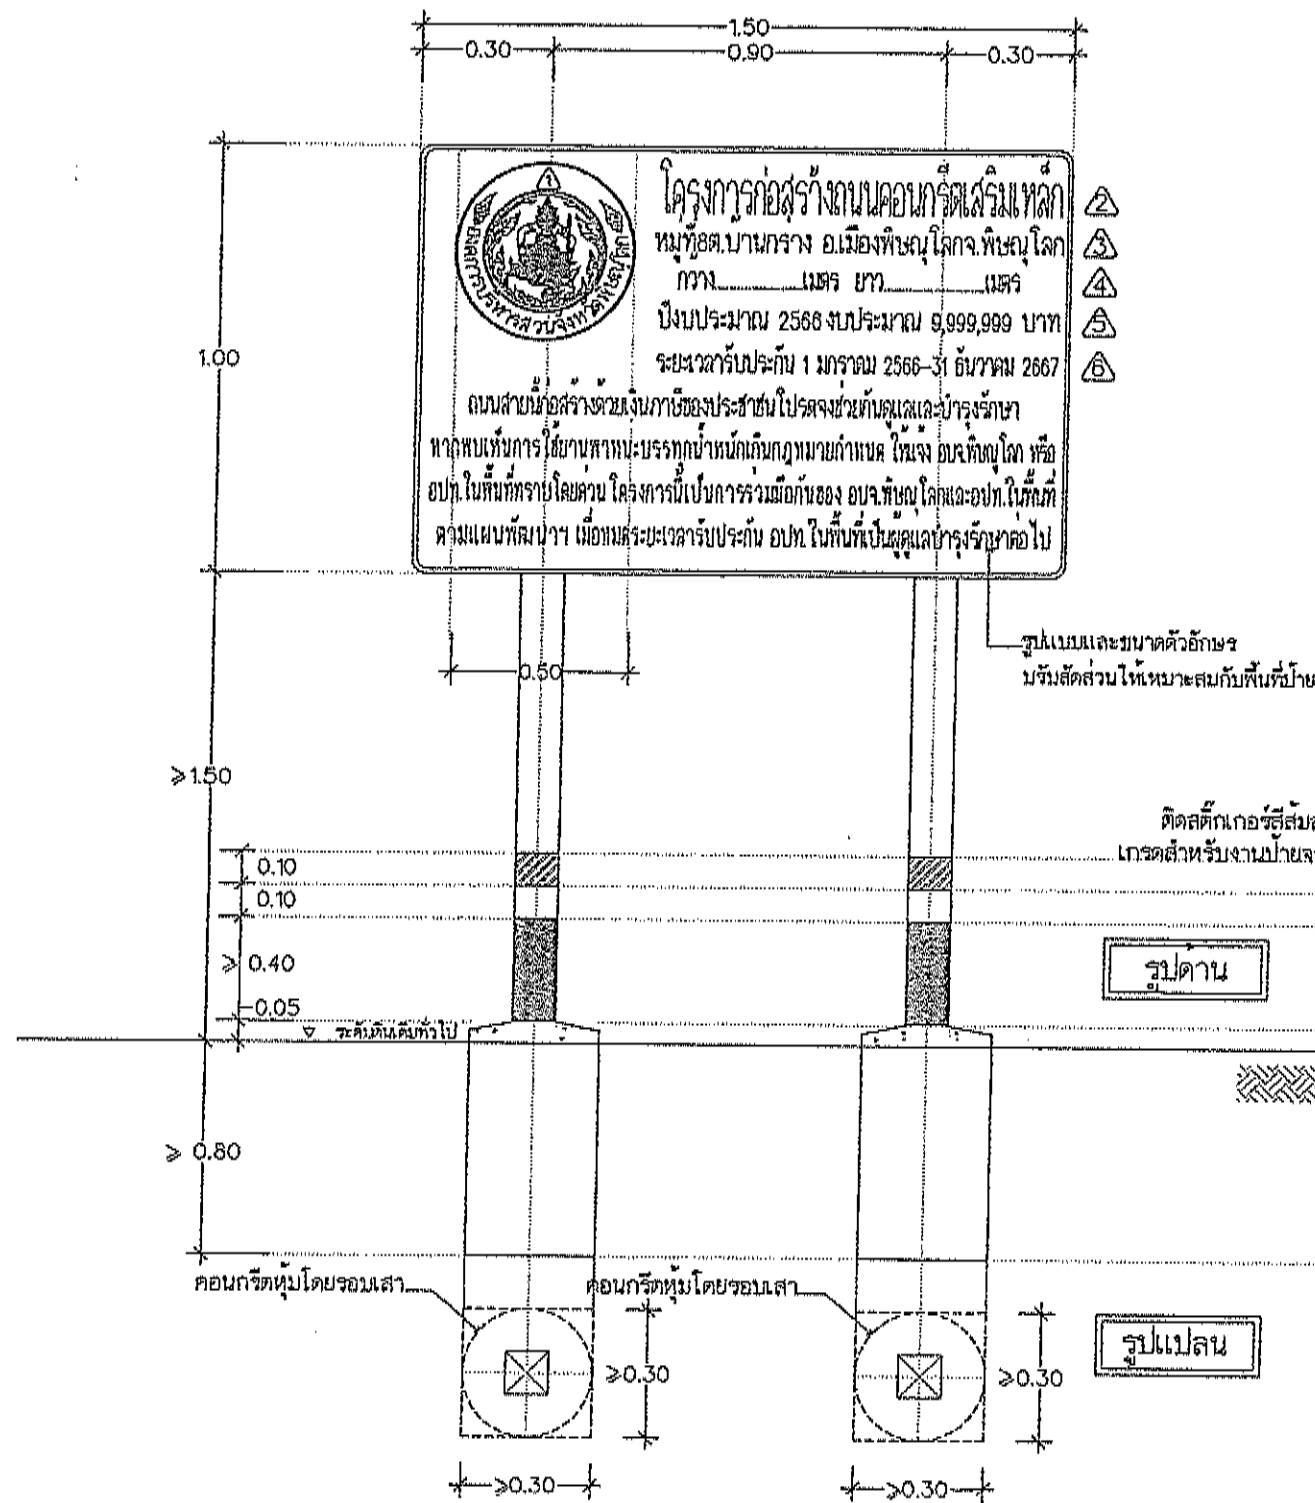 1.50
0.30 0.90 0.30
1.00
1
องค์การบริหารส่วนจังหวัดพิษณุโลก
โครงการก่อสร้างถนนคอนกรีตเสริมเหล็ก 2
หมู่ที่8ต.บ้านกร่าง อ.เมืองพิษณุโลกจ.พิษณุโลก 3
กว้าง..............เมตร ยาว..............เมตร 4
ปีงบประมาณ 2566 งบประมาณ 9,999,999 บาท 5
ระยะเวลารับประกัน 1 มกราคม 2566-31 ธันวาคม 2667 6
ถนนสายนี้ก่อสร้างด้วยเงินภาษีของประชาชนโปรดจงช่วยกันดูแลและบำรุงรักษา
หากพบเห็นการใช้ยานพาหนะบรรทุกน้ำหนักเกินกฎหมายกำหนด ให้แจ้ง อบจ.พิษณุโลก หรือ
อปท.ในพื้นที่ทราบโดยด่วน โครงการนี้เป็นการร่วมมือกันของ อบจ.พิษณุโลกและอปท.ในพื้นที่
ตามแผนพัฒนาฯ เมื่อหมดระยะเวลารับประกัน อปท.ในพื้นที่เป็นผู้ดูแลบำรุงรักษาต่อไป
รูปแบบและขนาดตัวอักษร
ปรับสัดส่วนให้เหมาะสมกับพื้นที่ป้าย
0.50
≥1.50
ติดสติ๊กเกอร์สีส้ม
เกรดสำหรับงานป้ายจ
0.10
0.10
≥ 0.40
0.05
รูปด้าน
ระดับดินเดิมทั่วไป
≥ 0.80
คอนกรีตหุ้มโดยรอบเสา
คอนกรีตหุ้มโดยรอบเสา
รูปแปลน
≥0.30
≥0.30
≥0.30
≥0.30